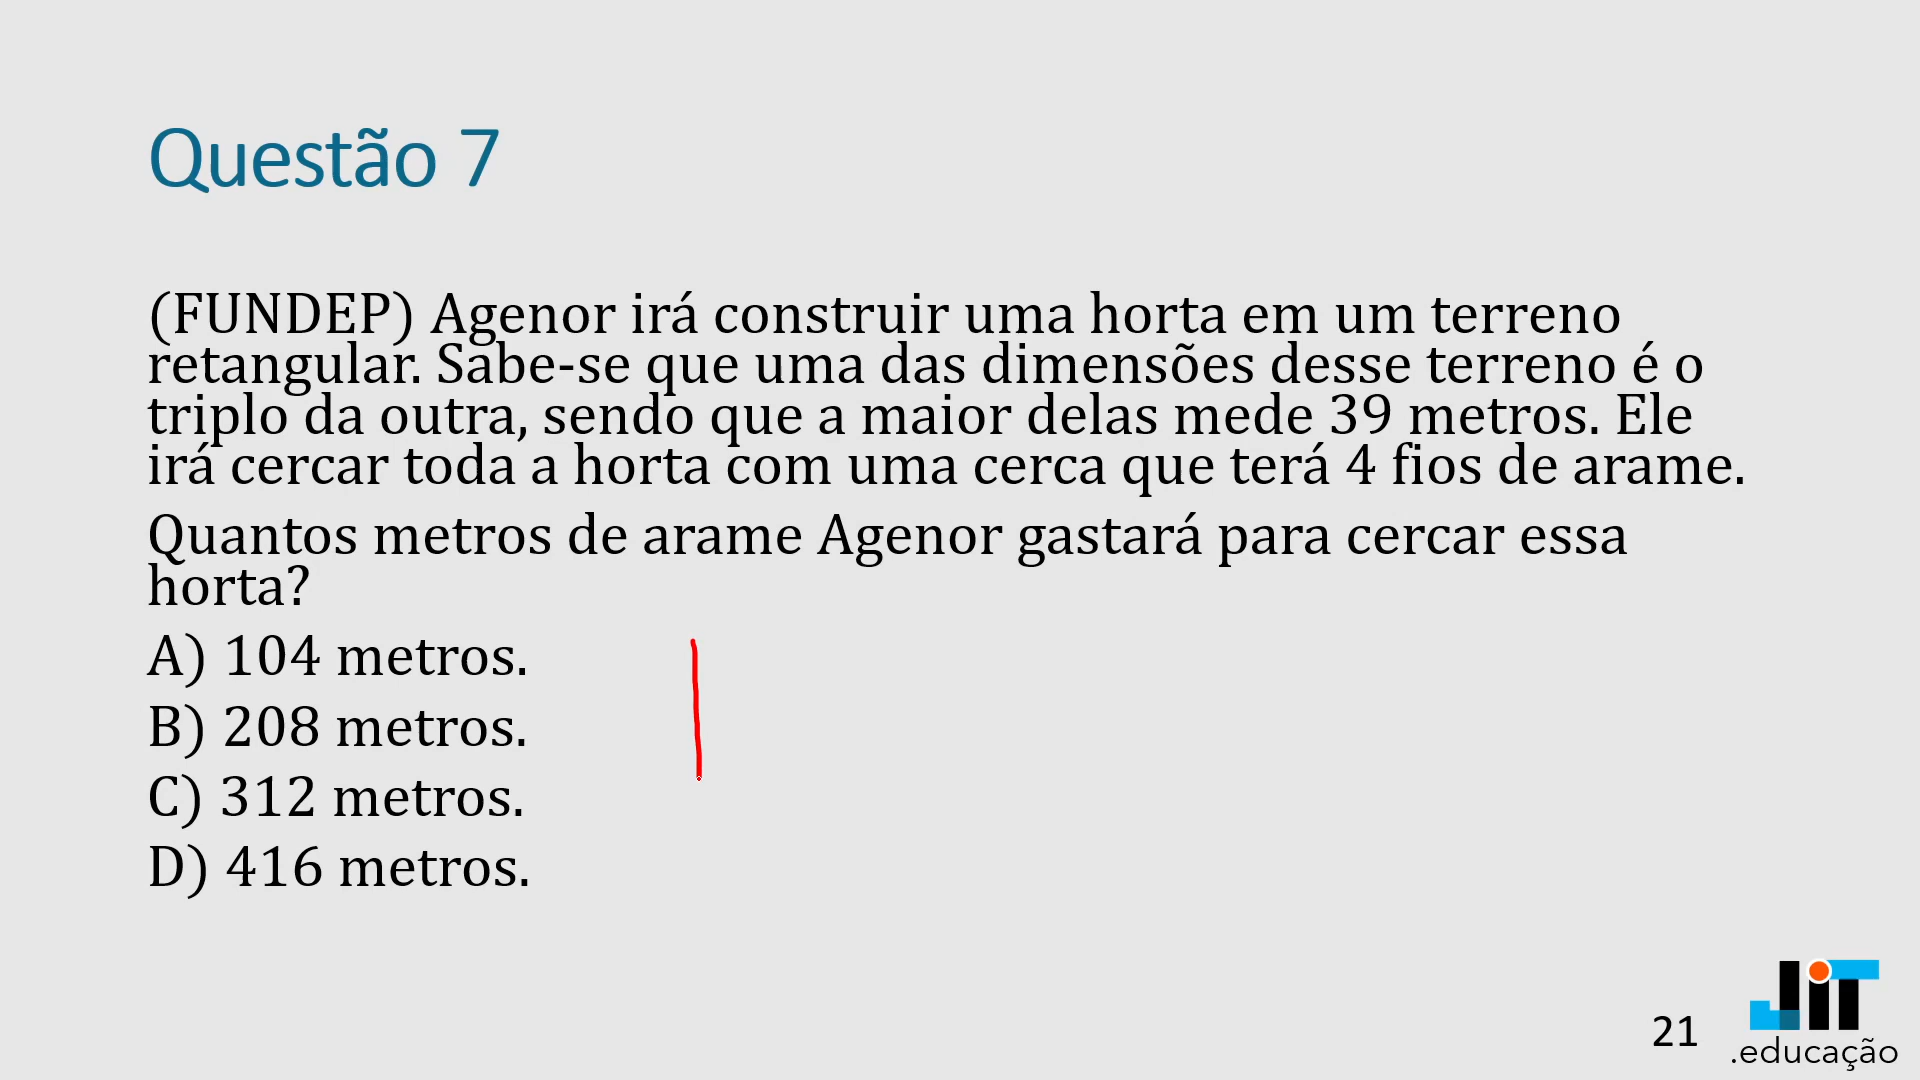 Questão 7
(FUNDEP) Agenor irá construir uma horta em um terreno
retangular. Sabe-se que uma das dimensões desse terreno é o
triplo da outra, sendo que a maior delas mede 39 metros. Ele
irá cercar toda a horta com uma cerca que terá 4 fios de arame.
Quantos metros de arame Agenor gastará para cercar essa
horta?
A) 104 metros.
B) 208 metros.
C) 312 metros.
D) 416 metros.
21
JiT
.educação